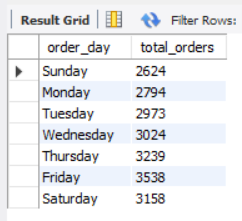 Result Grid Filter Rows:
order_day total_orders
Sunday 2624
Monday 2794
Tuesday 2973
Wednesday 3024
Thursday 3239
Friday 3538
Saturday 3158